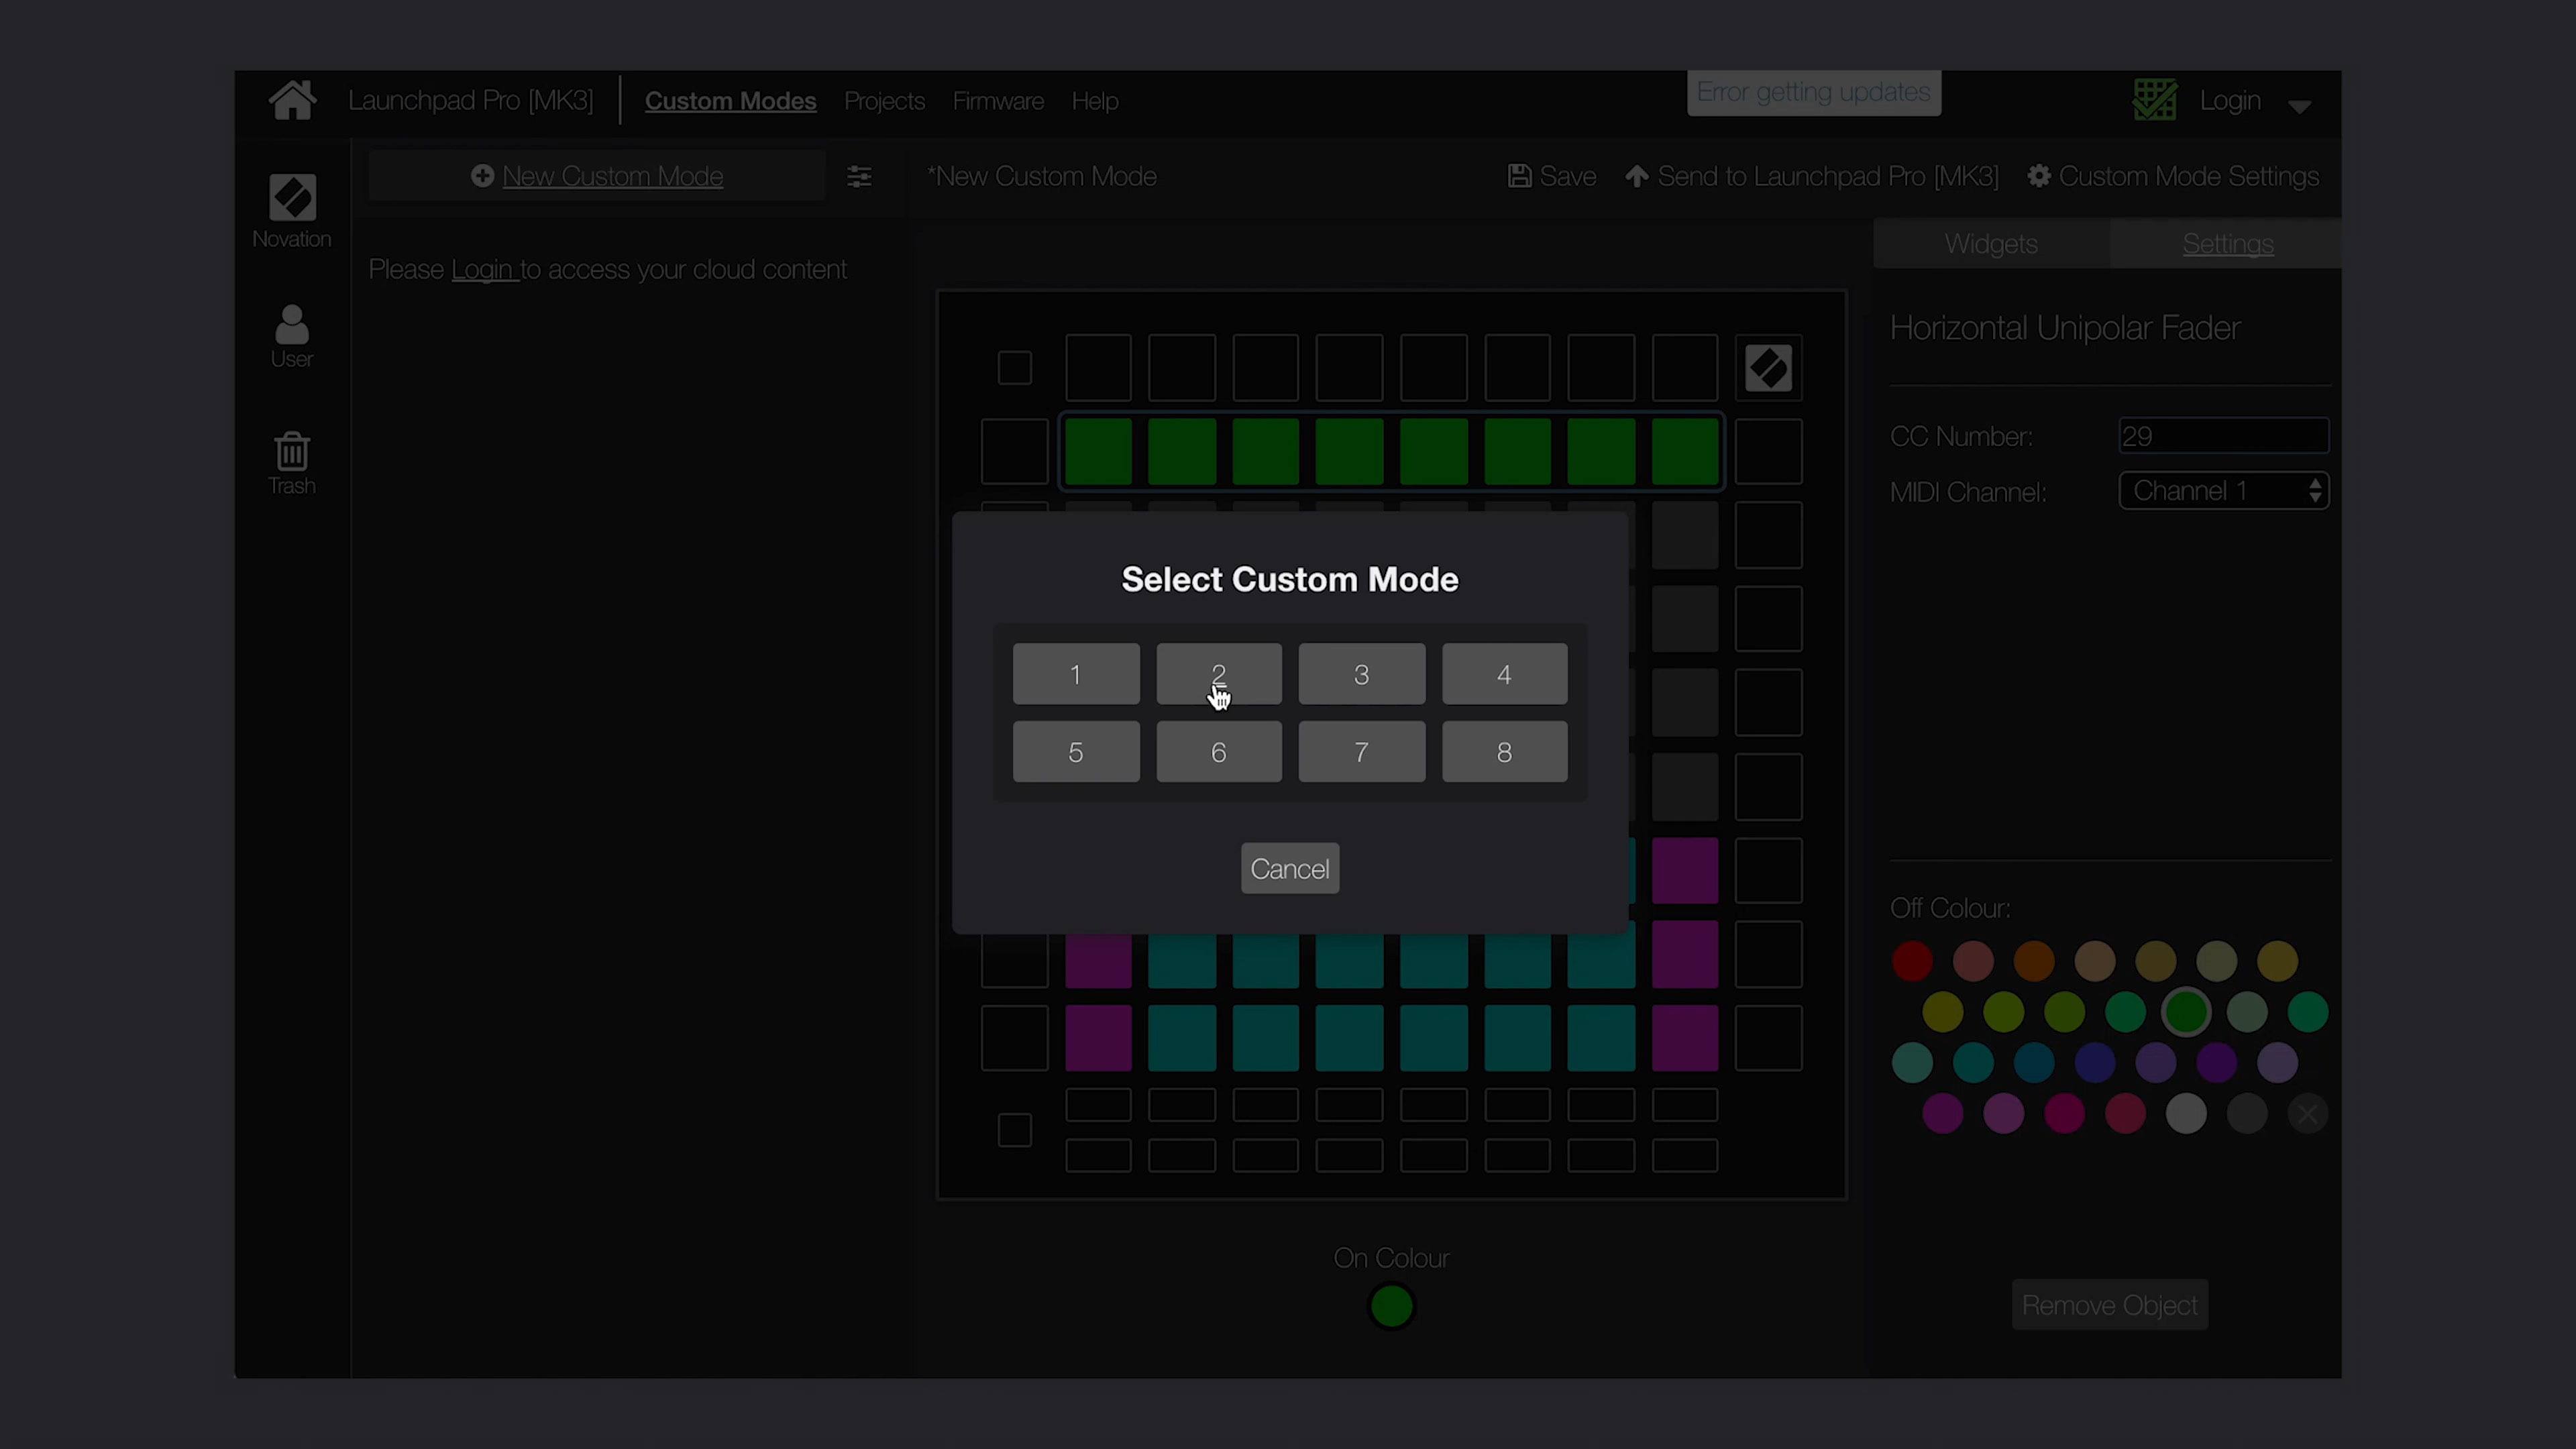 Launchpad Pro [MK3]
Custom Modes
Projects
Firmware
Help
Error getting updates
Login
Novation
User
Trash
New Custom Mode
*New Custom Mode
Save
Send to Launchpad Pro [MK3]
Custom Mode Settings
Please Login to access your cloud content
Widgets
Settings
Horizontal Unipolar Fader
CC Number:
29
MIDI Channel:
Channel 1
Select Custom Mode
1
2
3
4
5
6
7
8
Cancel
Off Colour:
On Colour
Remove Object